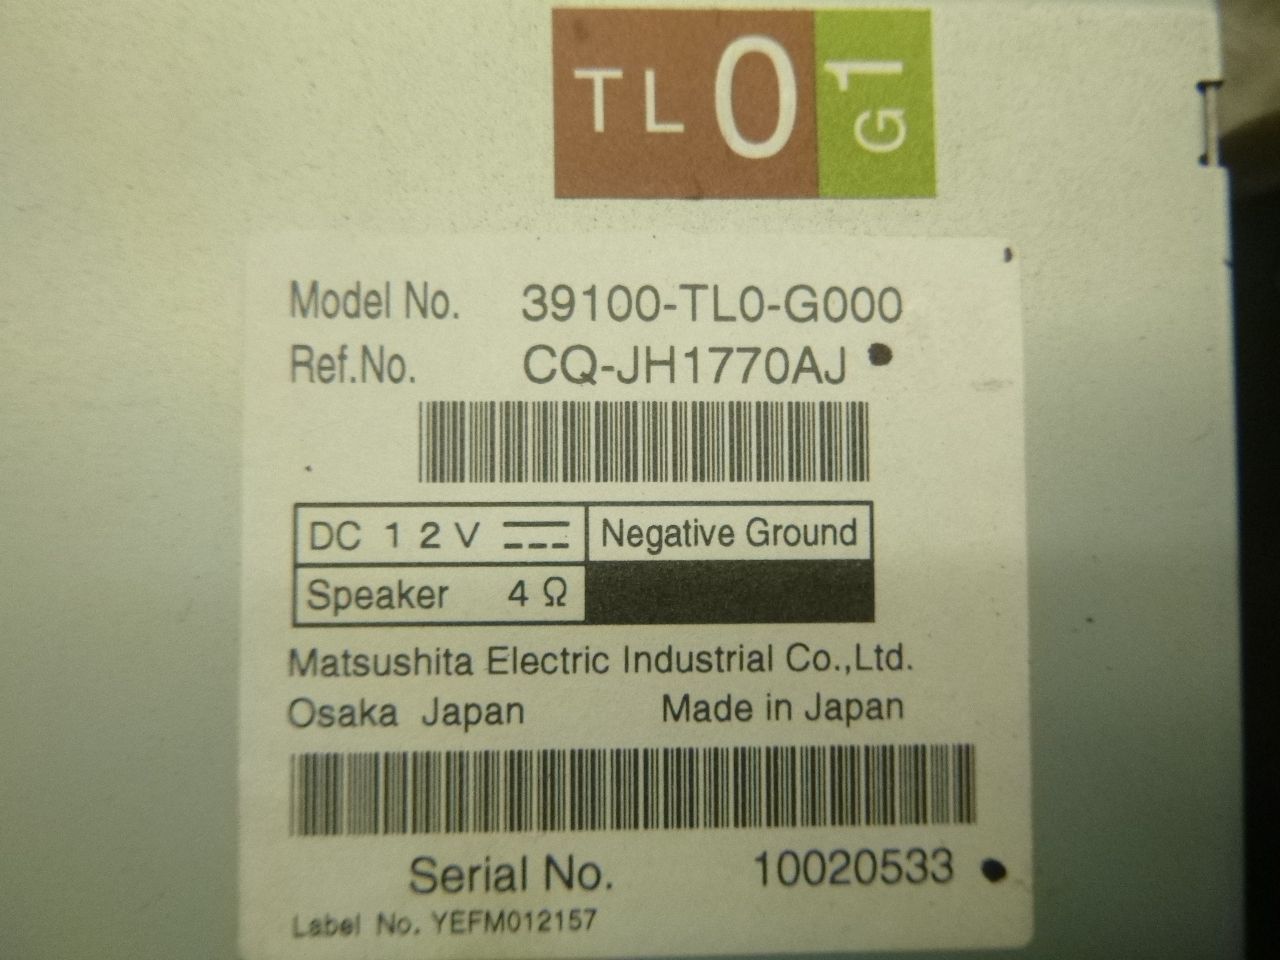 TL0 G1
Model No. 39100-TL0-G000
Ref.No. CQ-JH1770AJ
DC 12V Negative Ground
Speaker 4 Ω
Matsushita Electric Industrial Co.,Ltd.
Osaka Japan Made in Japan
Serial No. 10020533
Label No. YEFM012157